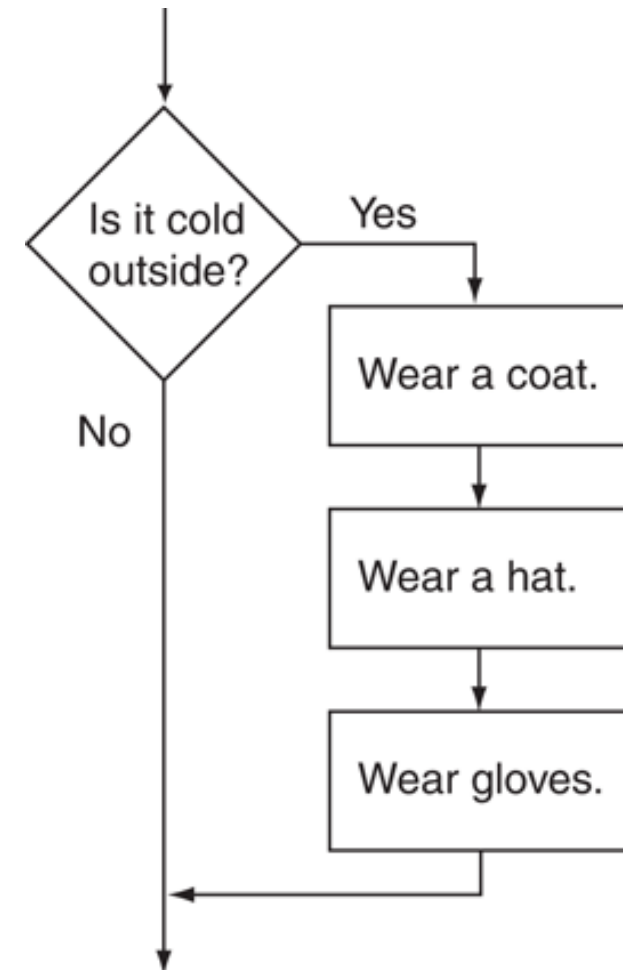 Is it cold
outside?
Yes
Wear a coat.
No
Wear a hat.
Wear gloves.